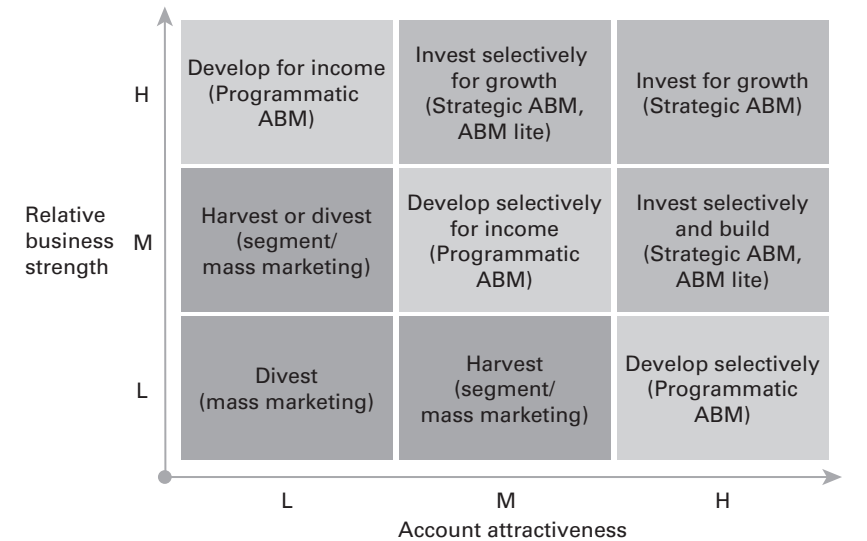 Develop for income
(Programmatic
ABM)
Invest selectively
for growth
(Strategic ABM,
ABM lite)
Invest for growth
(Strategic ABM)
H
Relative
business
strength
M
Harvest or divest
(segment/
mass marketing)
Develop selectively
for income
(Programmatic
ABM)
Invest selectively
and build
(Strategic ABM,
ABM lite)
L
Divest
(mass marketing)
Harvest
(segment/
mass marketing)
Develop selectively
(Programmatic
ABM)
L
M
H
Account attractiveness